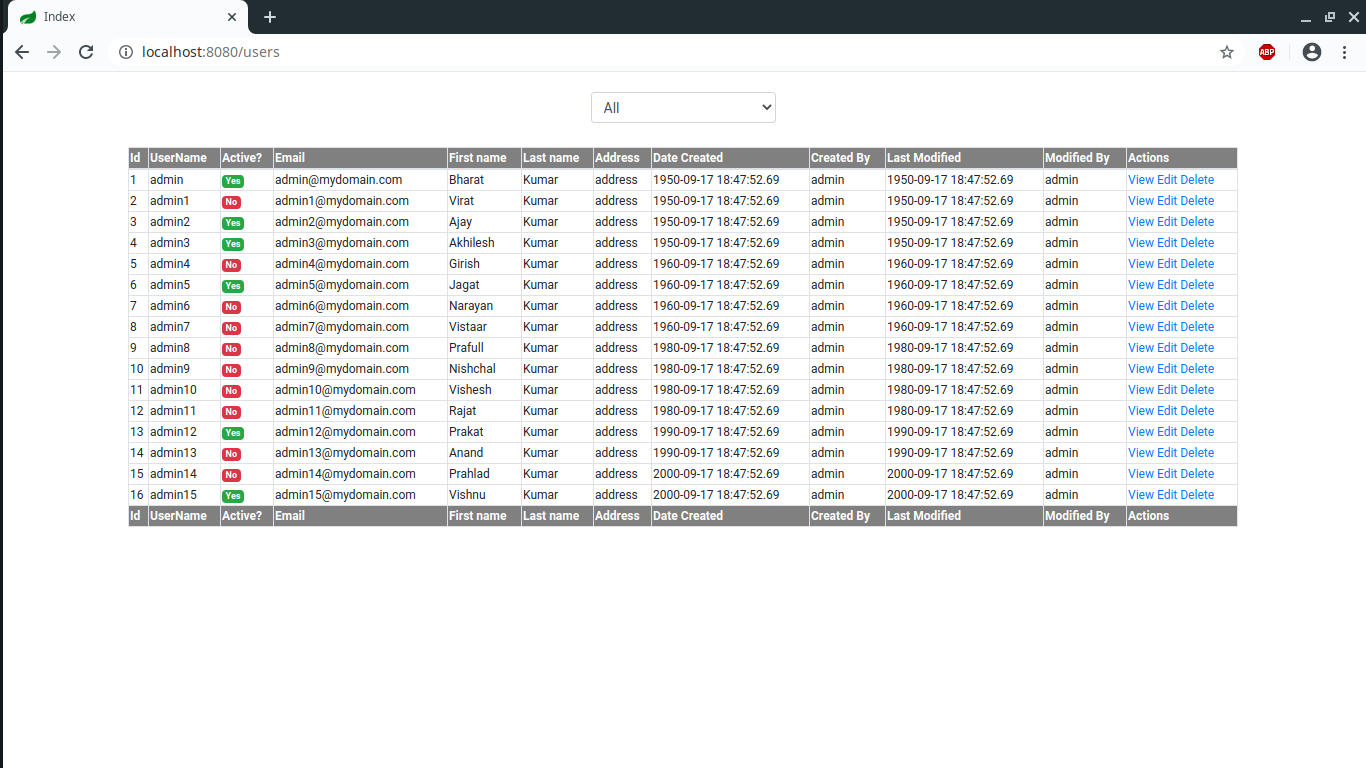 Index
localhost:8080/users
ABP
All
Id UserName Active? Email First name Last name Address Date Created Created By Last Modified Modified By Actions
1 admin Yes admin@mydomain.com Bharat Kumar address 1950-09-17 18:47:52.69 admin 1950-09-17 18:47:52.69 admin View Edit Delete
2 admin1 No admin1@mydomain.com Virat Kumar address 1950-09-17 18:47:52.69 admin 1950-09-17 18:47:52.69 admin View Edit Delete
3 admin2 Yes admin2@mydomain.com Ajay Kumar address 1950-09-17 18:47:52.69 admin 1950-09-17 18:47:52.69 admin View Edit Delete
4 admin3 Yes admin3@mydomain.com Akhilesh Kumar address 1950-09-17 18:47:52.69 admin 1950-09-17 18:47:52.69 admin View Edit Delete
5 admin4 No admin4@mydomain.com Girish Kumar address 1960-09-17 18:47:52.69 admin 1960-09-17 18:47:52.69 admin View Edit Delete
6 admin5 Yes admin5@mydomain.com Jagat Kumar address 1960-09-17 18:47:52.69 admin 1960-09-17 18:47:52.69 admin View Edit Delete
7 admin6 No admin6@mydomain.com Narayan Kumar address 1960-09-17 18:47:52.69 admin 1960-09-17 18:47:52.69 admin View Edit Delete
8 admin7 No admin7@mydomain.com Vistaar Kumar address 1960-09-17 18:47:52.69 admin 1960-09-17 18:47:52.69 admin View Edit Delete
9 admin8 No admin8@mydomain.com Prafull Kumar address 1980-09-17 18:47:52.69 admin 1980-09-17 18:47:52.69 admin View Edit Delete
10 admin9 No admin9@mydomain.com Nishchal Kumar address 1980-09-17 18:47:52.69 admin 1980-09-17 18:47:52.69 admin View Edit Delete
11 admin10 No admin10@mydomain.com Vishesh Kumar address 1980-09-17 18:47:52.69 admin 1980-09-17 18:47:52.69 admin View Edit Delete
12 admin11 No admin11@mydomain.com Rajat Kumar address 1980-09-17 18:47:52.69 admin 1980-09-17 18:47:52.69 admin View Edit Delete
13 admin12 Yes admin12@mydomain.com Prakat Kumar address 1990-09-17 18:47:52.69 admin 1990-09-17 18:47:52.69 admin View Edit Delete
14 admin13 No admin13@mydomain.com Anand Kumar address 1990-09-17 18:47:52.69 admin 1990-09-17 18:47:52.69 admin View Edit Delete
15 admin14 No admin14@mydomain.com Prahlad Kumar address 2000-09-17 18:47:52.69 admin 2000-09-17 18:47:52.69 admin View Edit Delete
16 admin15 Yes admin15@mydomain.com Vishnu Kumar address 2000-09-17 18:47:52.69 admin 2000-09-17 18:47:52.69 admin View Edit Delete
Id UserName Active? Email First name Last name Address Date Created Created By Last Modified Modified By Actions